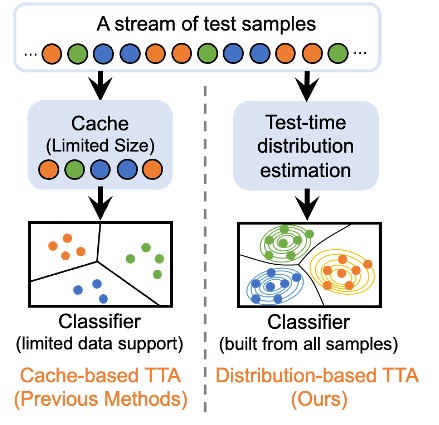 A stream of test samples
... ...
Cache
(Limited Size)
Test-time
distribution
estimation
Classifier
(limited data support)
Cache-based TTA
(Previous Methods)
Classifier
(built from all samples)
Distribution-based TTA
(Ours)